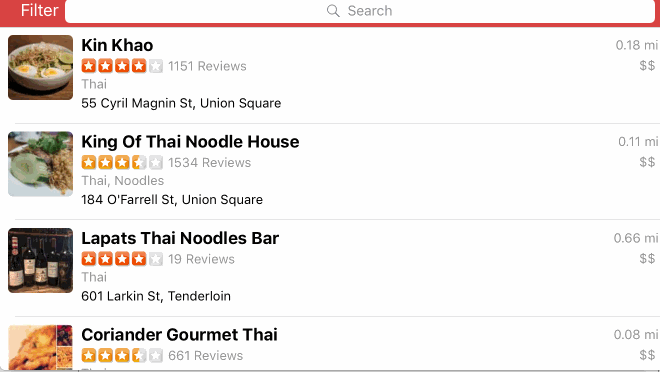 Filter Search
Kin Khao 0.18 mi
1151 Reviews $$
Thai
55 Cyril Magnin St, Union Square
King Of Thai Noodle House 0.11 mi
1534 Reviews $$
Thai, Noodles
184 O'Farrell St, Union Square
Lapats Thai Noodles Bar 0.66 mi
19 Reviews $$
Thai
601 Larkin St, Tenderloin
Coriander Gourmet Thai 0.08 mi
661 Reviews $$